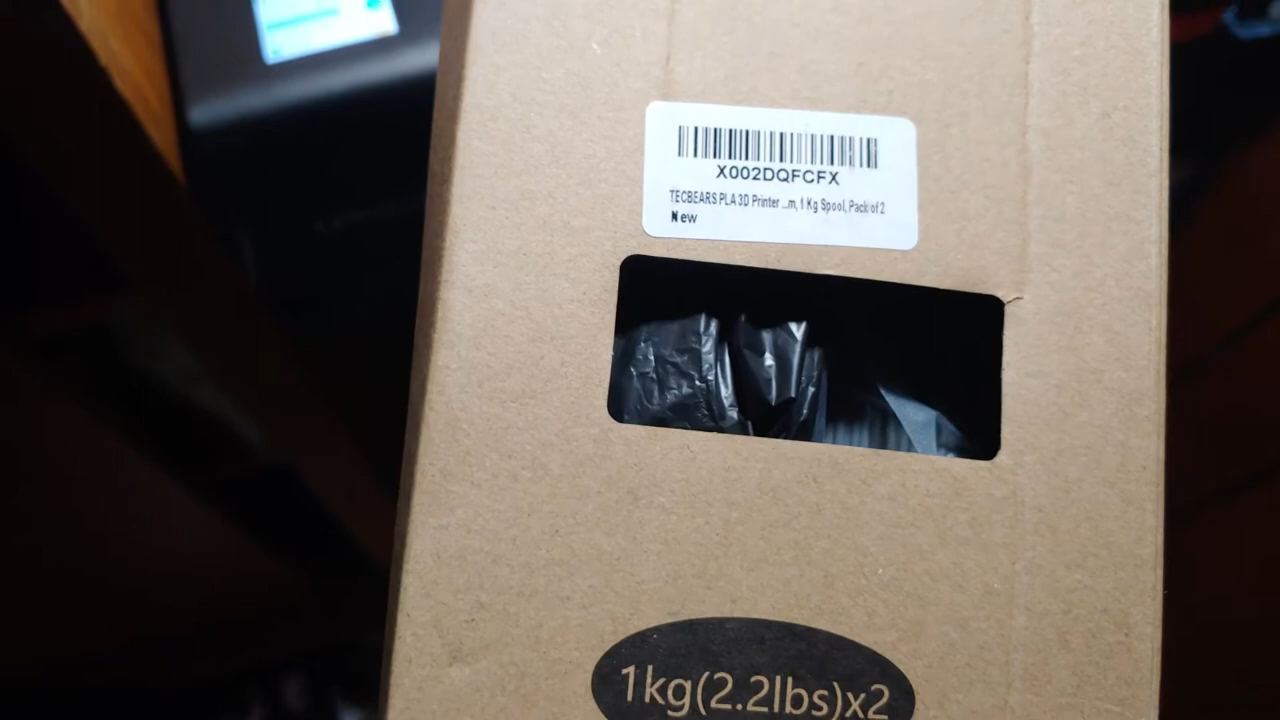 X002DQFCFX
TECBEARS PLA 3D Printer ...m, 1 Kg Spool, Pack of 2
New
1kg(2.2lbs)x2